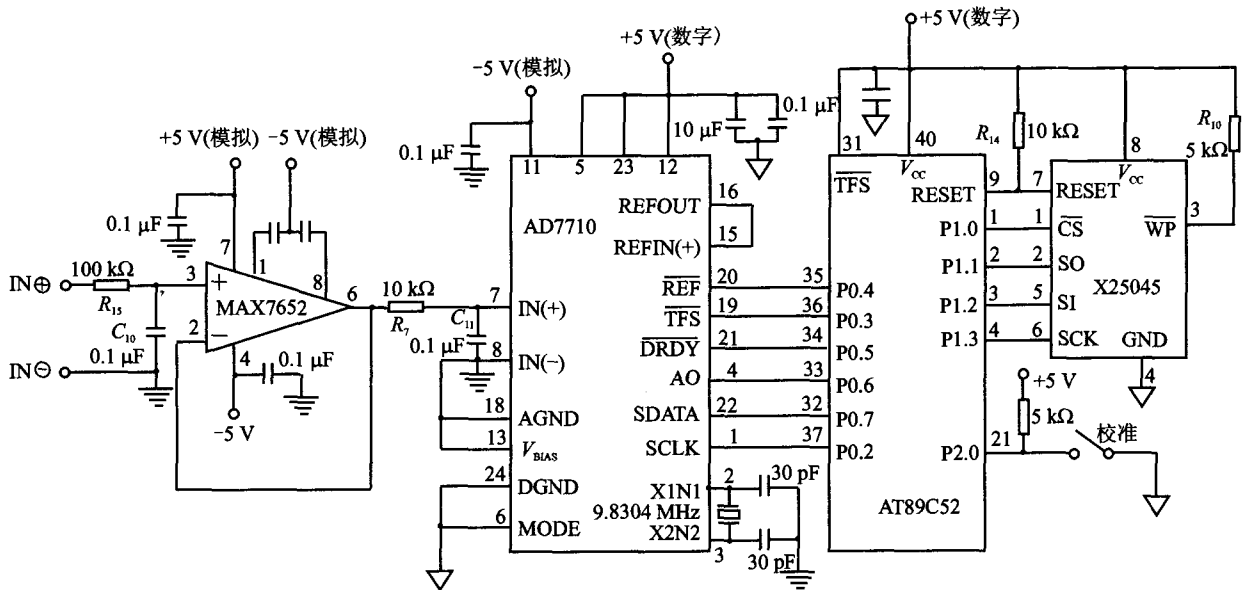 +5 V(数字)
+5 V(数字)
−5 V(模拟)
+5 V(模拟)
−5 V(模拟)
0.1 μF
0.1 μF
10 μF
0.1 μF
11
5
23
12
31
40
9
7
8
3
R₁₄
10 kΩ
R₁₀
5 kΩ
AD7710
REFOUT
16
REFIN(+)
15
TFS
V_CC
RESET
RESET
V_CC
WP
P1.0
1
1
CS
P1.1
2
2
SO
P1.2
3
5
SI
P1.3
4
6
SCK
X25045
GND
4
IN⊕
100 kΩ
R₁₅
C₁₀
0.1 μF
IN⊖
3
2
7
1
8
6
4
+
−
MAX7652
0.1 μF
−5 V
10 kΩ
R₇
C₁₁
0.1 μF
7
IN(+)
8
IN(−)
18
AGND
13
V_BIAS
24
DGND
6
MODE
REF
20
35
P0.4
TFS
19
36
P0.3
DRDY
21
34
P0.5
AO
4
33
P0.6
SDATA
22
32
P0.7
SCLK
1
37
P0.2
X1N1
2
30 pF
9.8304 MHz
X2N2
3
30 pF
AT89C52
P2.0
21
+5 V
5 kΩ
校准